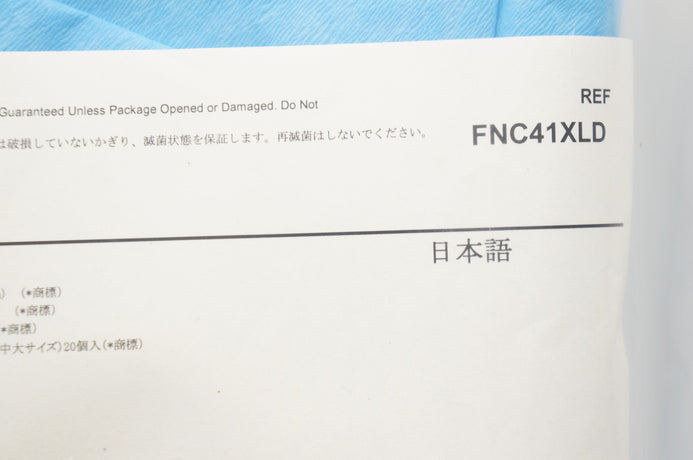 REF
Guaranteed Unless Package Opened or Damaged. Do Not
FNC41XLD
は破損していないかぎり、滅菌状態を保証します。再滅菌はしないでください。
日本語
) (*商標)
(*商標)
*商標)
中大サイズ)20個入(*商標)